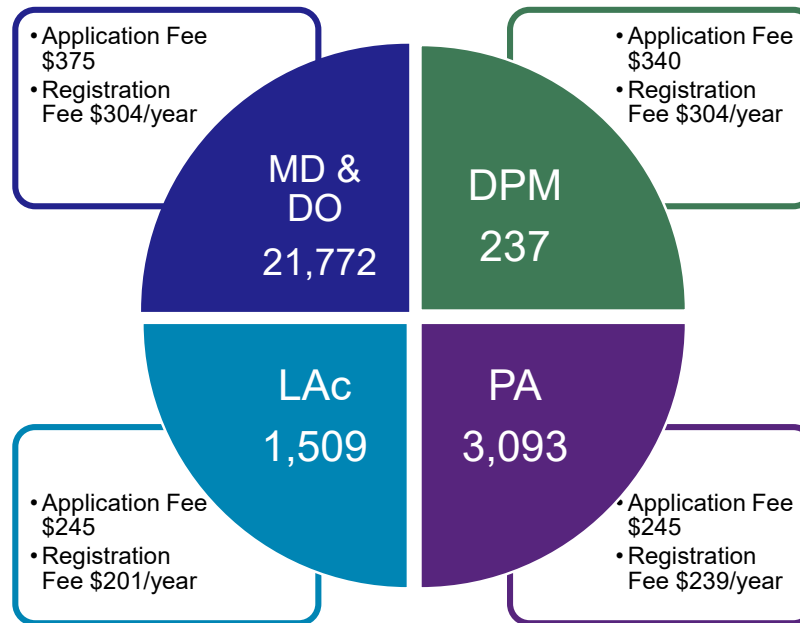 • Application Fee
$375
• Registration
Fee $304/year
MD &
DO
21,772
• Application Fee
$340
• Registration
Fee $304/year
DPM
237
LAc
1,509
• Application Fee
$245
• Registration
Fee $201/year
PA
3,093
• Application Fee
$245
• Registration
Fee $239/year